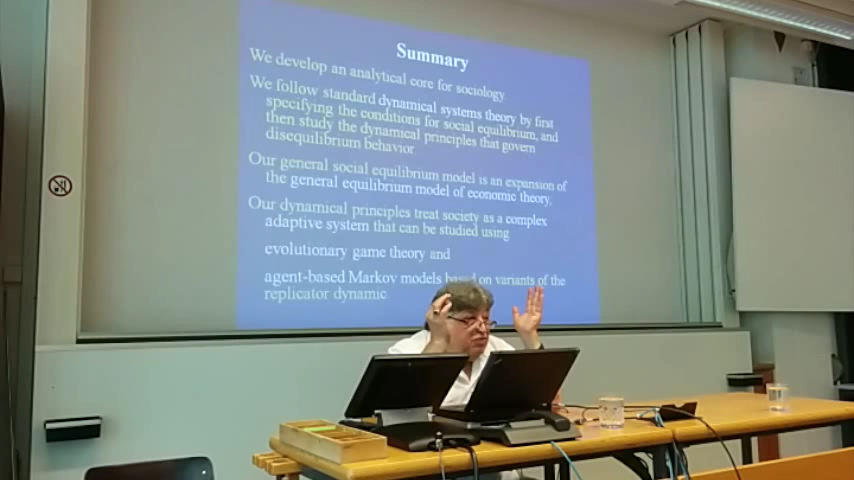 Summary
We develop an analytical core for sociology
We follow standard dynamical systems theory by first
specifying the conditions for social equilibrium, and
then study the dynamical principles that govern
disequilibrium behavior
Our general social equilibrium model is an expansion of
the general equilibrium model of economic theory,
Our dynamical principles treat society as a complex
adaptive system that can be studied using
evolutionary game theory and
agent-based Markov models based on variants of the
replicator dynamic